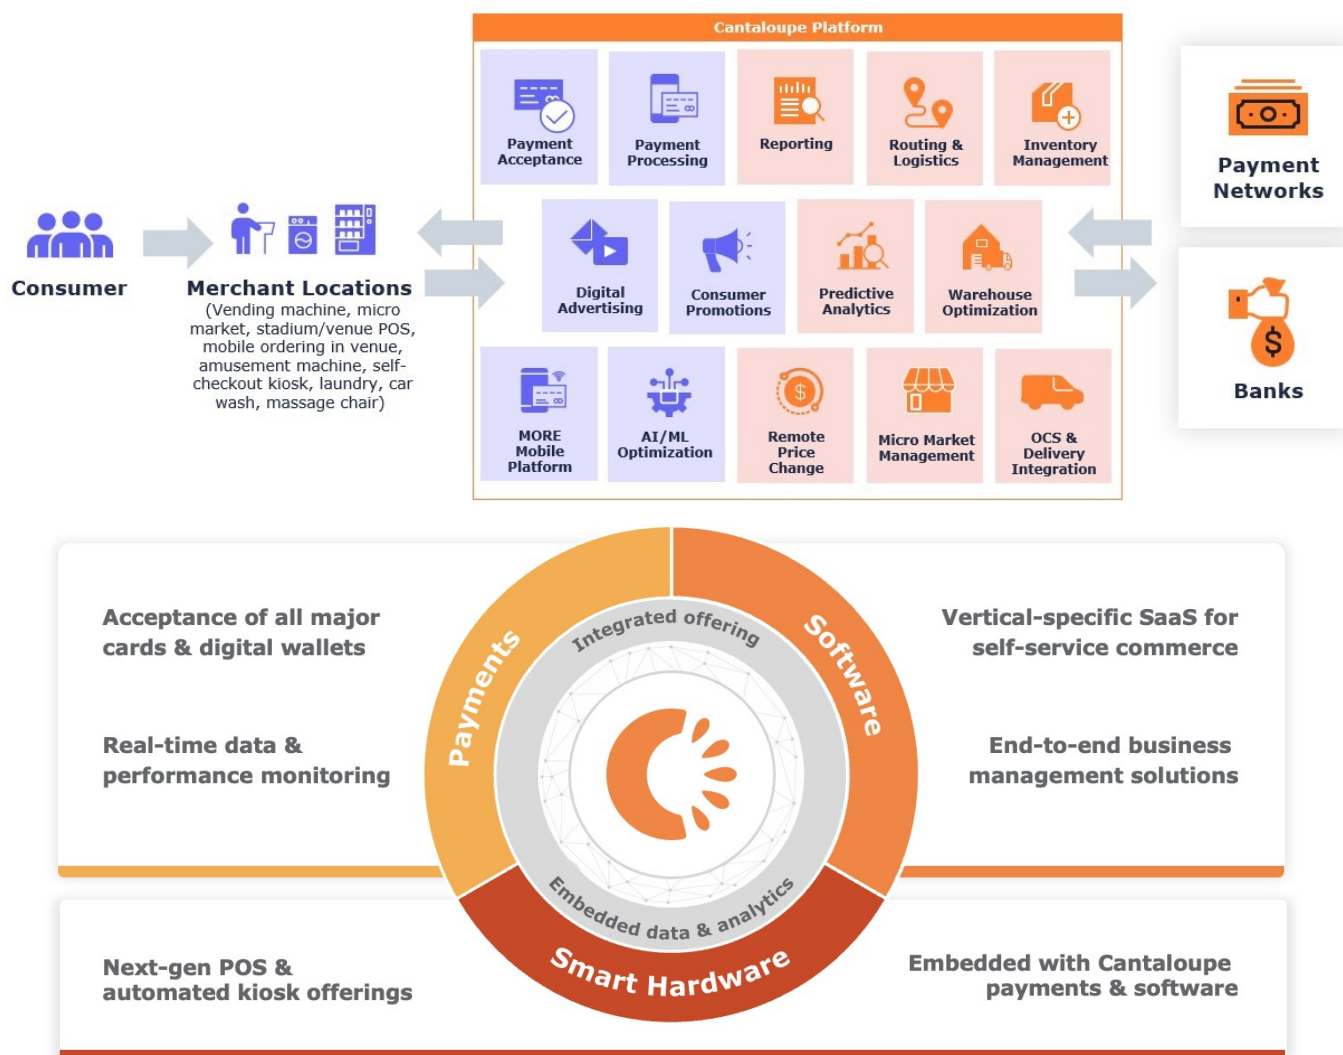 Cantaloupe Platform
Payment
Acceptance
Payment
Processing
Reporting
Routing &
Logistics
Inventory
Management
Digital
Advertising
Consumer
Promotions
Predictive
Analytics
Warehouse
Optimization
MORE
Mobile
Platform
AI/ML
Optimization
Remote
Price
Change
Micro Market
Management
OCS &
Delivery
Integration
Consumer
Merchant Locations
(Vending machine, micro
market, stadium/venue POS,
mobile ordering in venue,
amusement machine, self-
checkout kiosk, laundry, car
wash, massage chair)
Payment
Networks
$
Banks
$
Acceptance of all major
cards & digital wallets
Real-time data &
performance monitoring
Payments
Integrated offering
Software
Vertical-specific SaaS for
self-service commerce
End-to-end business
management solutions
Embedded data & analytics
Smart Hardware
Next-gen POS &
automated kiosk offerings
Embedded with Cantaloupe
payments & software